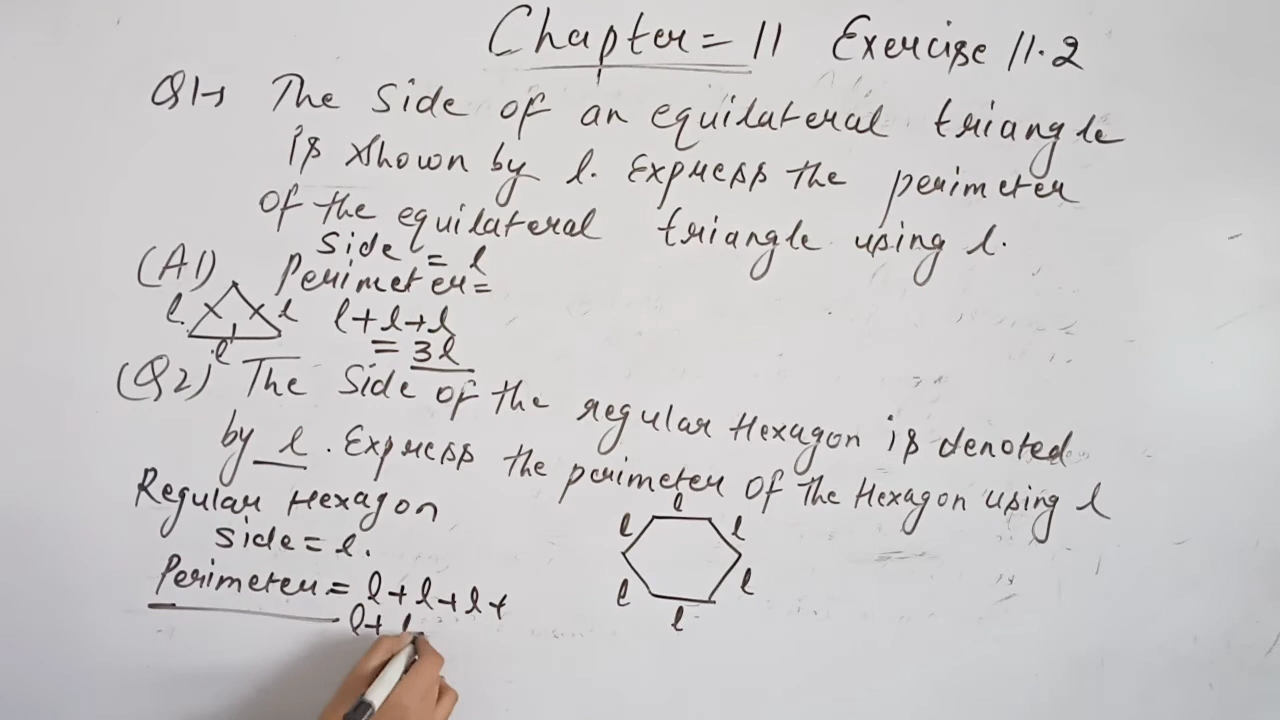 Chapter = 11 Exercise 11.2
Q1→ The Side of an equilateral triangle
is shown by l. Express the perimeter
of the equilateral triangle using l.
(A1) Side = l
Perimeter =
l l l
l+l+l
= 3l
(Q2) The Side of the regular Hexagon is denoted
by l. Express the perimeter of the Hexagon using l
Regular Hexagon
Side = l.
Perimeter = l+l+l+
l+ l
l
l l
l l
l